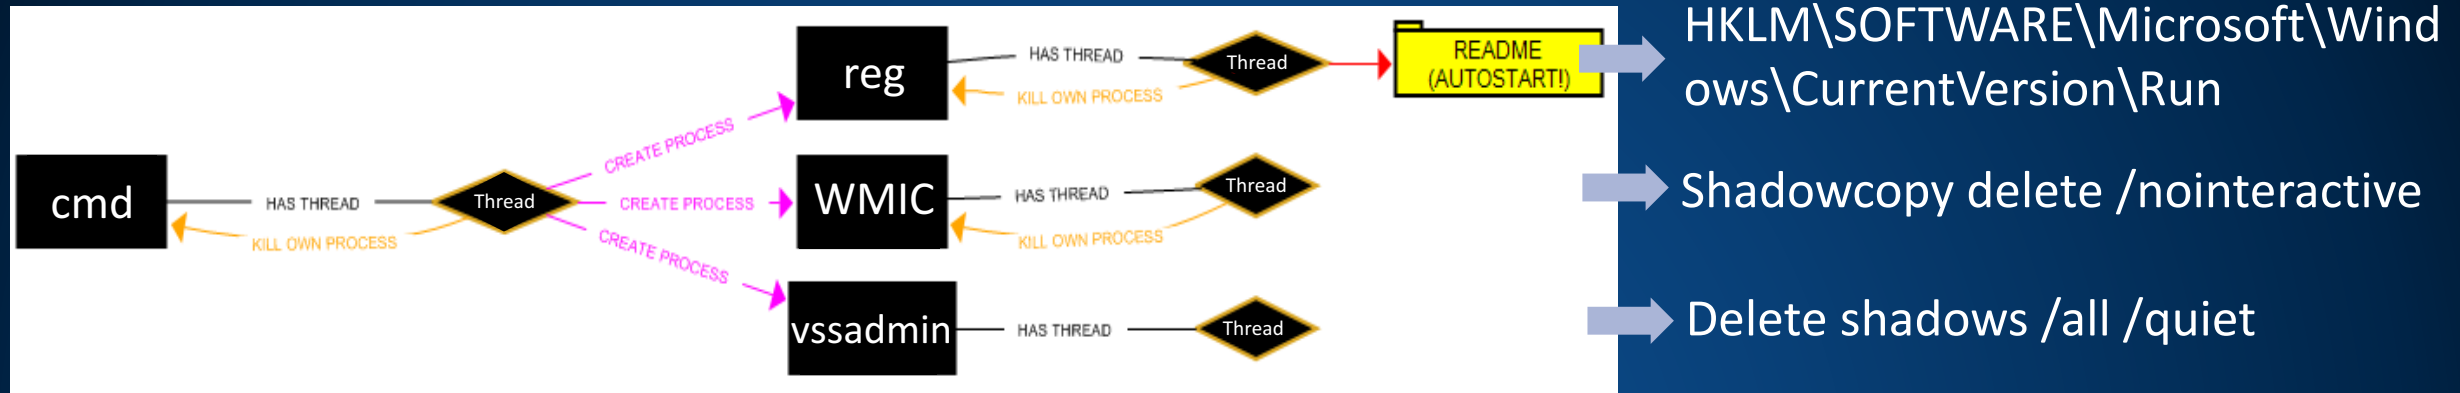 HKLM\SOFTWARE\Microsoft\Wind
ows\CurrentVersion\Run
reg
HAS THREAD
Thread
KILL OWN PROCESS
README
(AUTOSTART!)
CREATE PROCESS
cmd
HAS THREAD
Thread
KILL OWN PROCESS
CREATE PROCESS
WMIC
HAS THREAD
Thread
KILL OWN PROCESS
Shadowcopy delete /nointeractive
CREATE PROCESS
vssadmin
HAS THREAD
Thread
Delete shadows /all /quiet